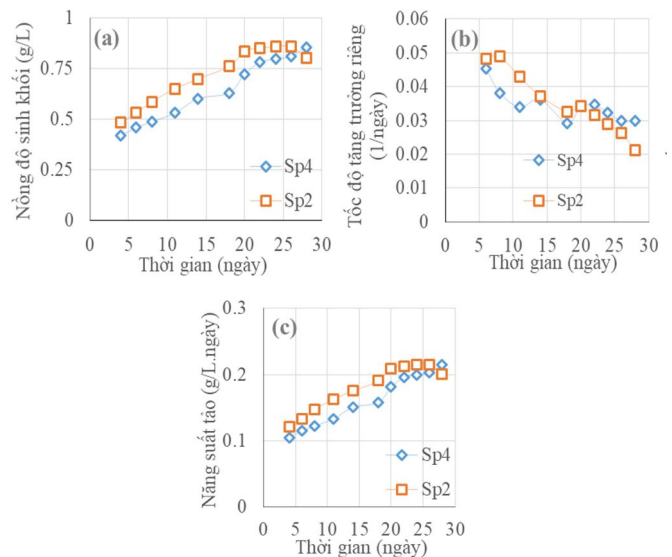 (a)
Nồng độ sinh khối (g/L)
1
0.75
0.5
0.25
0
Sp4
Sp2
0 5 10 15 20 25 30
Thời gian (ngày)
(b)
Tốc độ tăng trưởng riêng
(1/ngày)
0.06
0.05
0.04
0.03
0.02
0.01
0.00
Sp4
Sp2
0 5 10 15 20 25 30
Thời gian (ngày)
(c)
Năng suất tảo (g/L.ngày)
0.3
0.2
0.1
0
Sp4
Sp2
0 5 10 15 20 25 30
Thời gian (ngày)